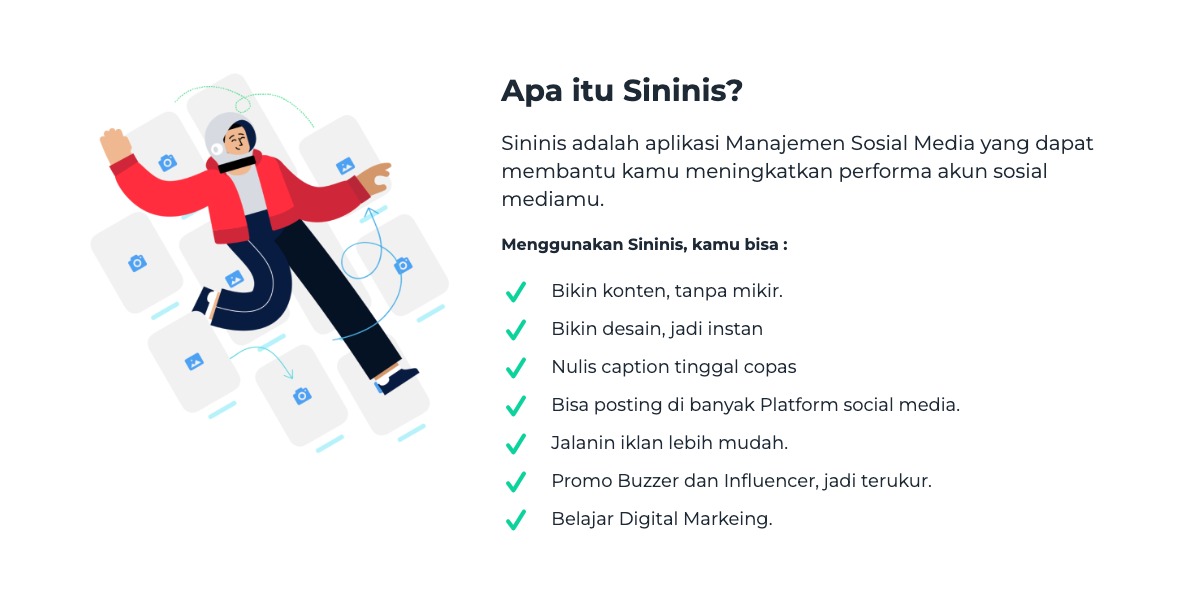 Apa itu Sininis?
Sininis adalah aplikasi Manajemen Sosial Media yang dapat
membantu kamu meningkatkan performa akun sosial
mediamu.
Menggunakan Sininis, kamu bisa :
Bikin konten, tanpa mikir.
Bikin desain, jadi instan
Nulis caption tinggal copas
Bisa posting di banyak Platform social media.
Jalanin iklan lebih mudah.
Promo Buzzer dan Influencer, jadi terukur.
Belajar Digital Markeing.